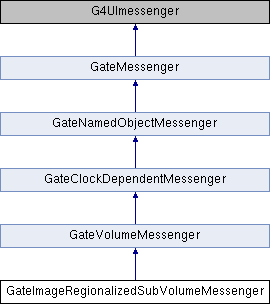 G4UImessenger
GateMessenger
GateNamedObjectMessenger
GateClockDependentMessenger
GateVolumeMessenger
GateImageRegionalizedSubVolumeMessenger